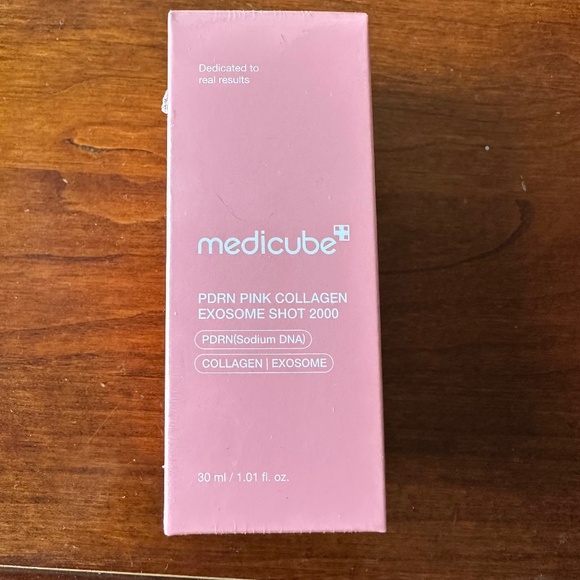 Dedicated to
real results
medicube
PDRN PINK COLLAGEN
EXOSOME SHOT 2000
PDRN(Sodium DNA)
COLLAGEN | EXOSOME
30 ml / 1.01 fl. oz.